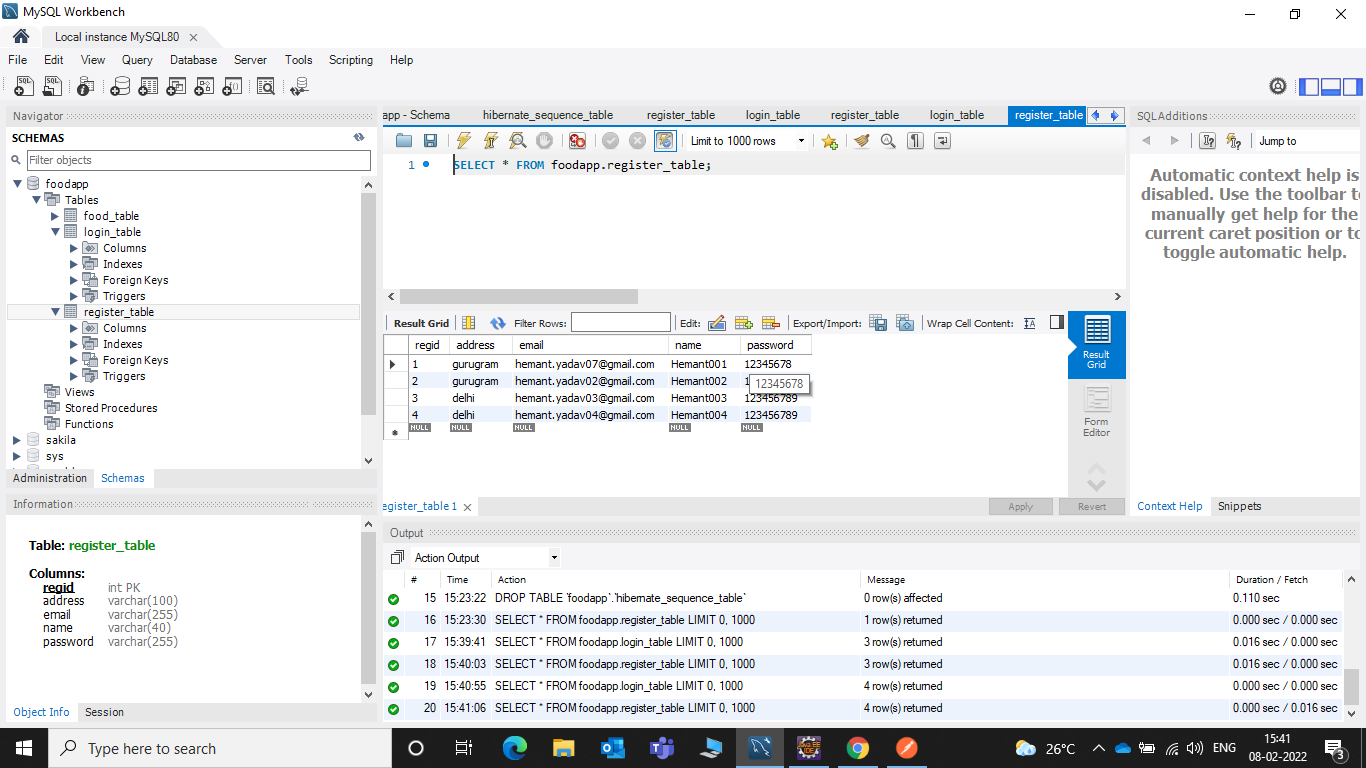 MySQL Workbench
Local instance MySQL80
File Edit View Query Database Server Tools Scripting Help
Navigator
SCHEMAS
Filter objects
foodapp
Tables
food_table
login_table
Columns
Indexes
Foreign Keys
Triggers
register_table
Columns
Indexes
Foreign Keys
Triggers
Views
Stored Procedures
Functions
sakila
sys
Administration Schemas
Information
Table: register_table
Columns:
regid int PK
address varchar(100)
email varchar(255)
name varchar(40)
password varchar(255)
Object Info Session
app - Schema hibernate_sequence_table register_table login_table register_table login_table register_table
Limit to 1000 rows
1 SELECT * FROM foodapp.register_table;
Result Grid Filter Rows: Edit: Export/Import: Wrap Cell Content:
regid address email name password
1 gurugram hemant.yadav07@gmail.com Hemant001 12345678
2 gurugram hemant.yadav02@gmail.com Hemant002 1
12345678
3 delhi hemant.yadav03@gmail.com Hemant003 123456789
4 delhi hemant.yadav04@gmail.com Hemant004 123456789
NULL NULL NULL NULL NULL
Result Grid
Form Editor
egister_table 1
Apply Revert
SQLAdditions
Jump to
Automatic context help is
disabled. Use the toolbar to
manually get help for the
current caret position or to
toggle automatic help.
Context Help Snippets
Output
Action Output
# Time Action Message Duration / Fetch
15 15:23:22 DROP TABLE `foodapp`.`hibernate_sequence_table` 0 row(s) affected 0.110 sec
16 15:23:30 SELECT * FROM foodapp.register_table LIMIT 0, 1000 1 row(s) returned 0.000 sec / 0.000 sec
17 15:39:41 SELECT * FROM foodapp.login_table LIMIT 0, 1000 3 row(s) returned 0.016 sec / 0.000 sec
18 15:40:03 SELECT * FROM foodapp.register_table LIMIT 0, 1000 3 row(s) returned 0.016 sec / 0.000 sec
19 15:40:55 SELECT * FROM foodapp.login_table LIMIT 0, 1000 4 row(s) returned 0.000 sec / 0.000 sec
20 15:41:06 SELECT * FROM foodapp.register_table LIMIT 0, 1000 4 row(s) returned 0.000 sec / 0.016 sec
Type here to search
26°C
ENG
15:41
08-02-2022
3